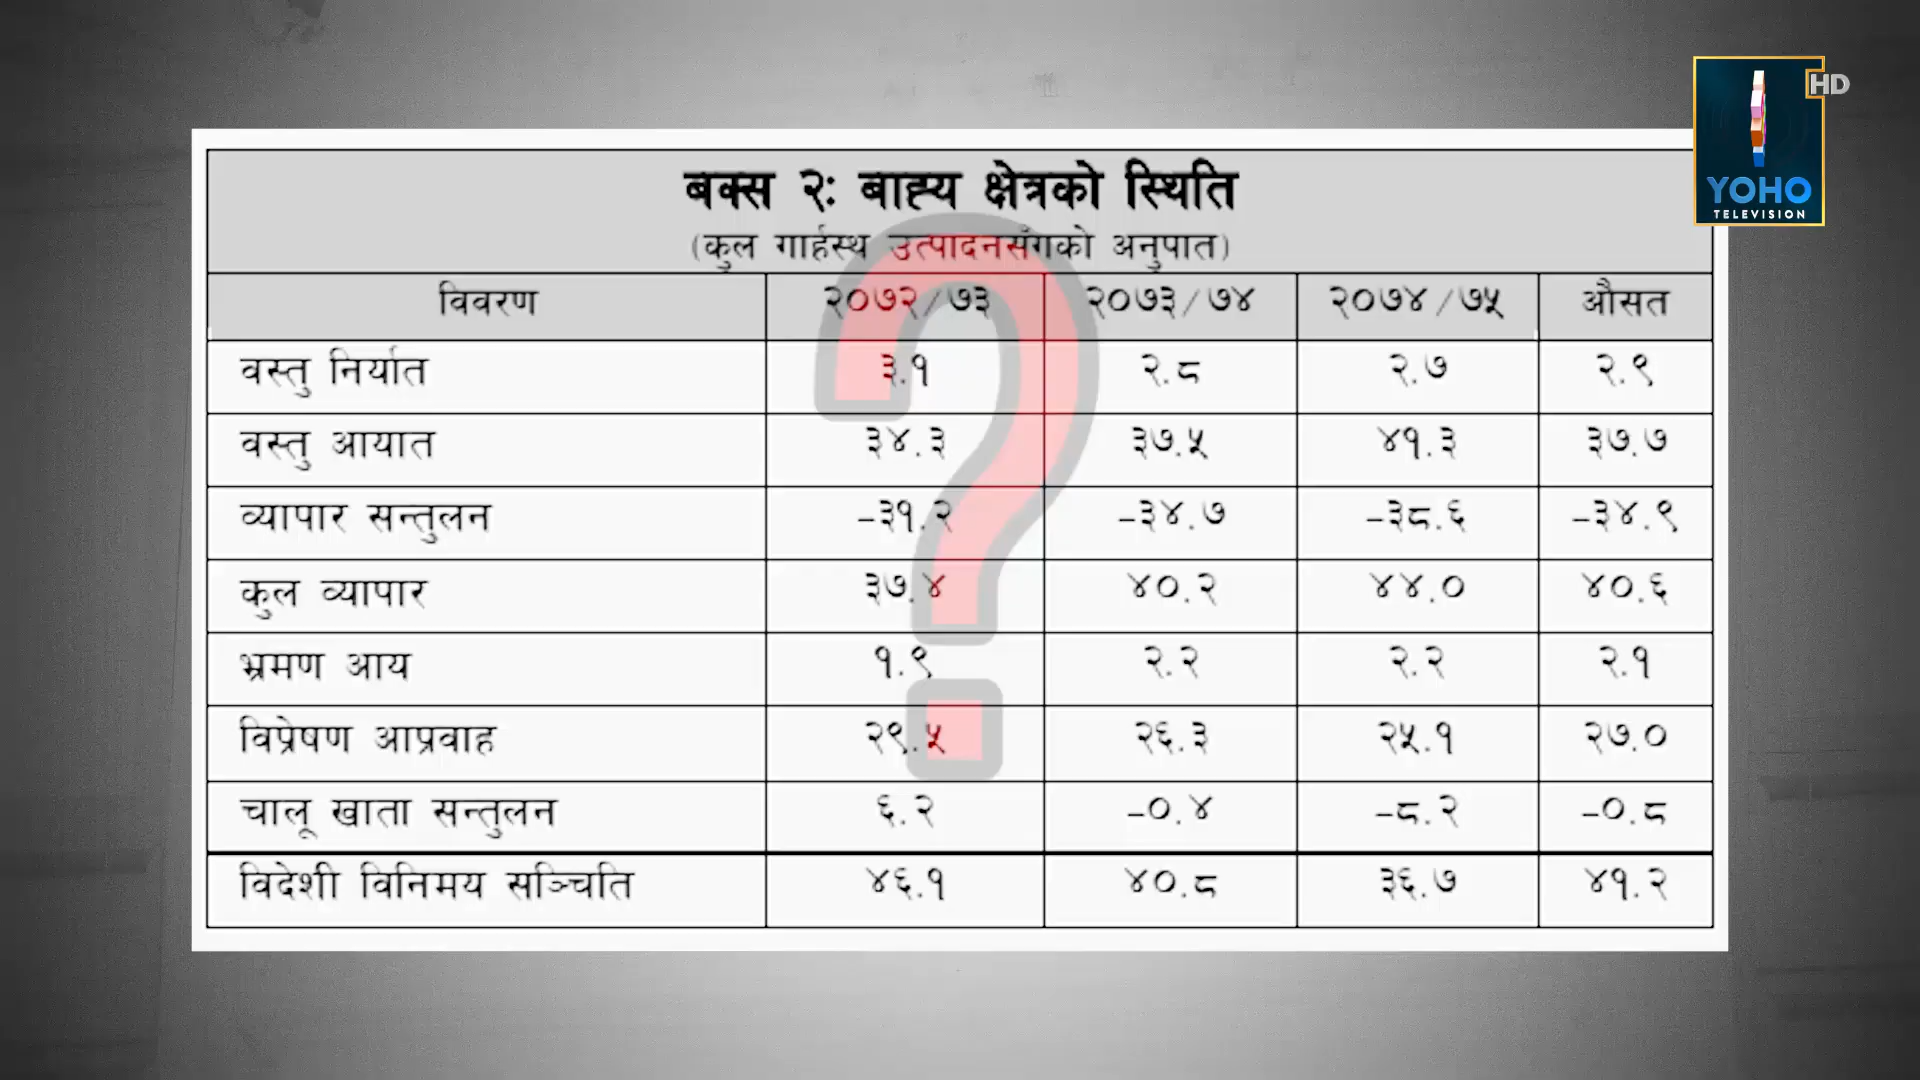 HD
YOHO
TELEVISION
बक्स २: बाह्य क्षेत्रको स्थिति
(कुल गार्हस्थ उत्पादनसँगको अनुपात)
विवरण २०७२/७३ २०७३/७४ २०७४/७५ औसत
वस्तु निर्यात ३.१ २.८ २.७ २.९
वस्तु आयात ३४.३ ३७.५ ४१.३ ३७.७
व्यापार सन्तुलन -३१.२ -३४.७ -३८.६ -३४.९
कुल व्यापार ३७.४ ४०.२ ४४.० ४०.६
भ्रमण आय १.९ २.२ २.२ २.१
विप्रेषण आप्रवाह २९.५ २६.३ २५.१ २७.०
चालू खाता सन्तुलन ६.२ -०.४ -८.२ -०.८
विदेशी विनिमय सञ्चिति ४६.१ ४०.८ ३६.७ ४१.२